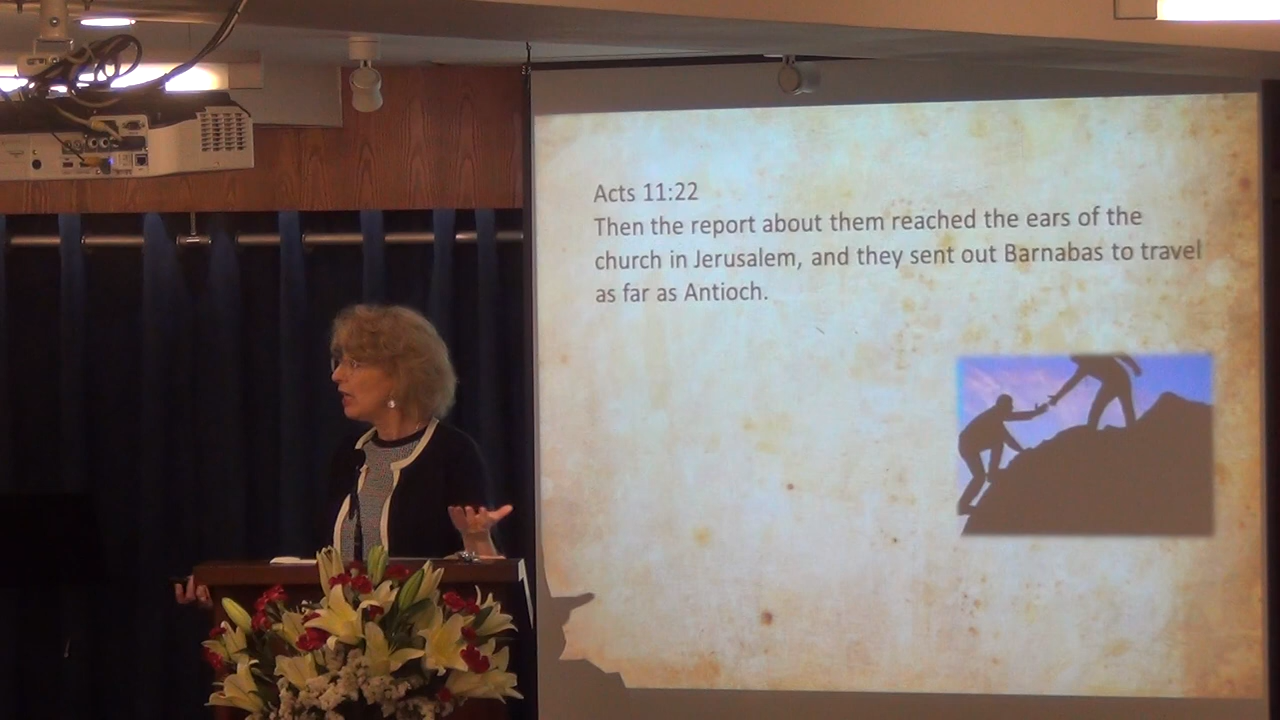 Acts 11:22
Then the report about them reached the ears of the
church in Jerusalem, and they sent out Barnabas to travel
as far as Antioch.